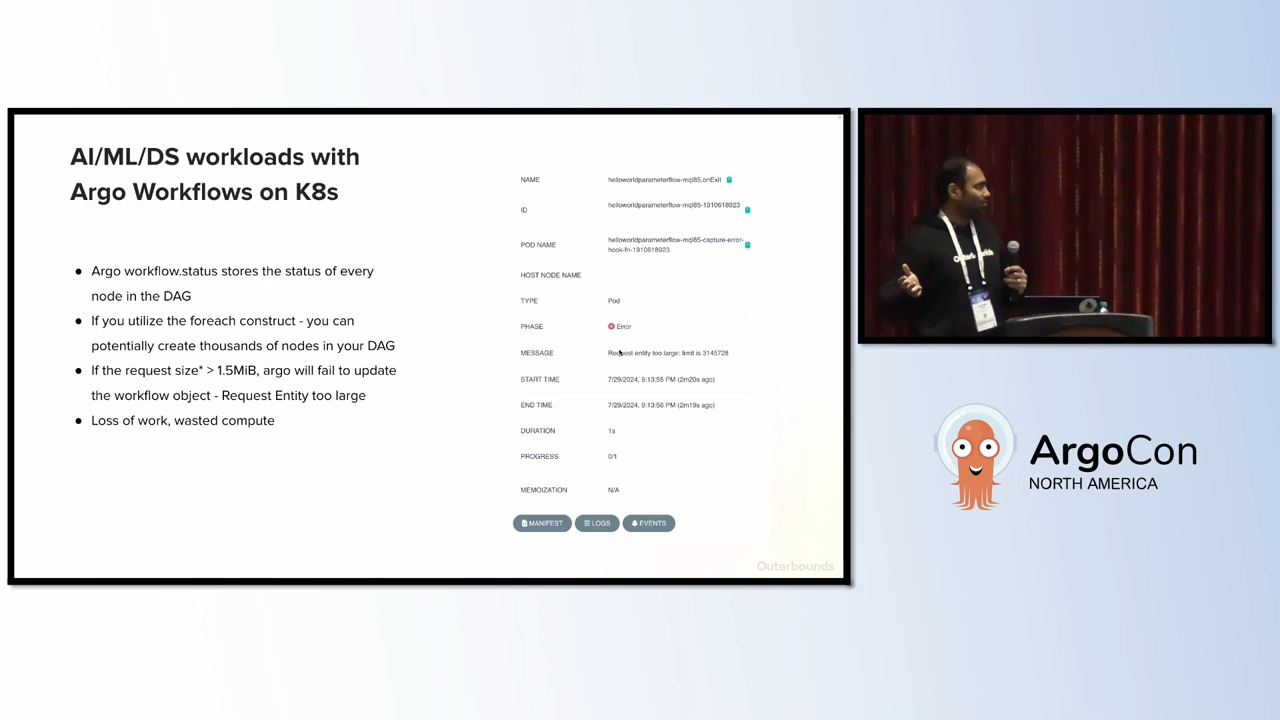 AI/ML/DS workloads with
Argo Workflows on K8s
● Argo workflow.status stores the status of every
node in the DAG
● If you utilize the foreach construct - you can
potentially create thousands of nodes in your DAG
● If the request size* > 1.5MiB, argo will fail to update
the workflow object - Request Entity too large
● Loss of work, wasted compute
NAME helloworldparameterflow-mql85.onExit
ID helloworldparameterflow-mql85-1910618923
POD NAME helloworldparameterflow-mql85-capture-error-
hook-fn-1910618923
HOST NODE NAME
TYPE Pod
PHASE Error
MESSAGE Request entity too large: limit is 3145728
START TIME 7/29/2024, 9:13:55 PM (2m20s ago)
END TIME 7/29/2024, 9:13:56 PM (2m19s ago)
DURATION 1s
PROGRESS 0/1
MEMOIZATION N/A
MANIFEST LOGS EVENTS
Outerbounds
ArgoCon
NORTH AMERICA